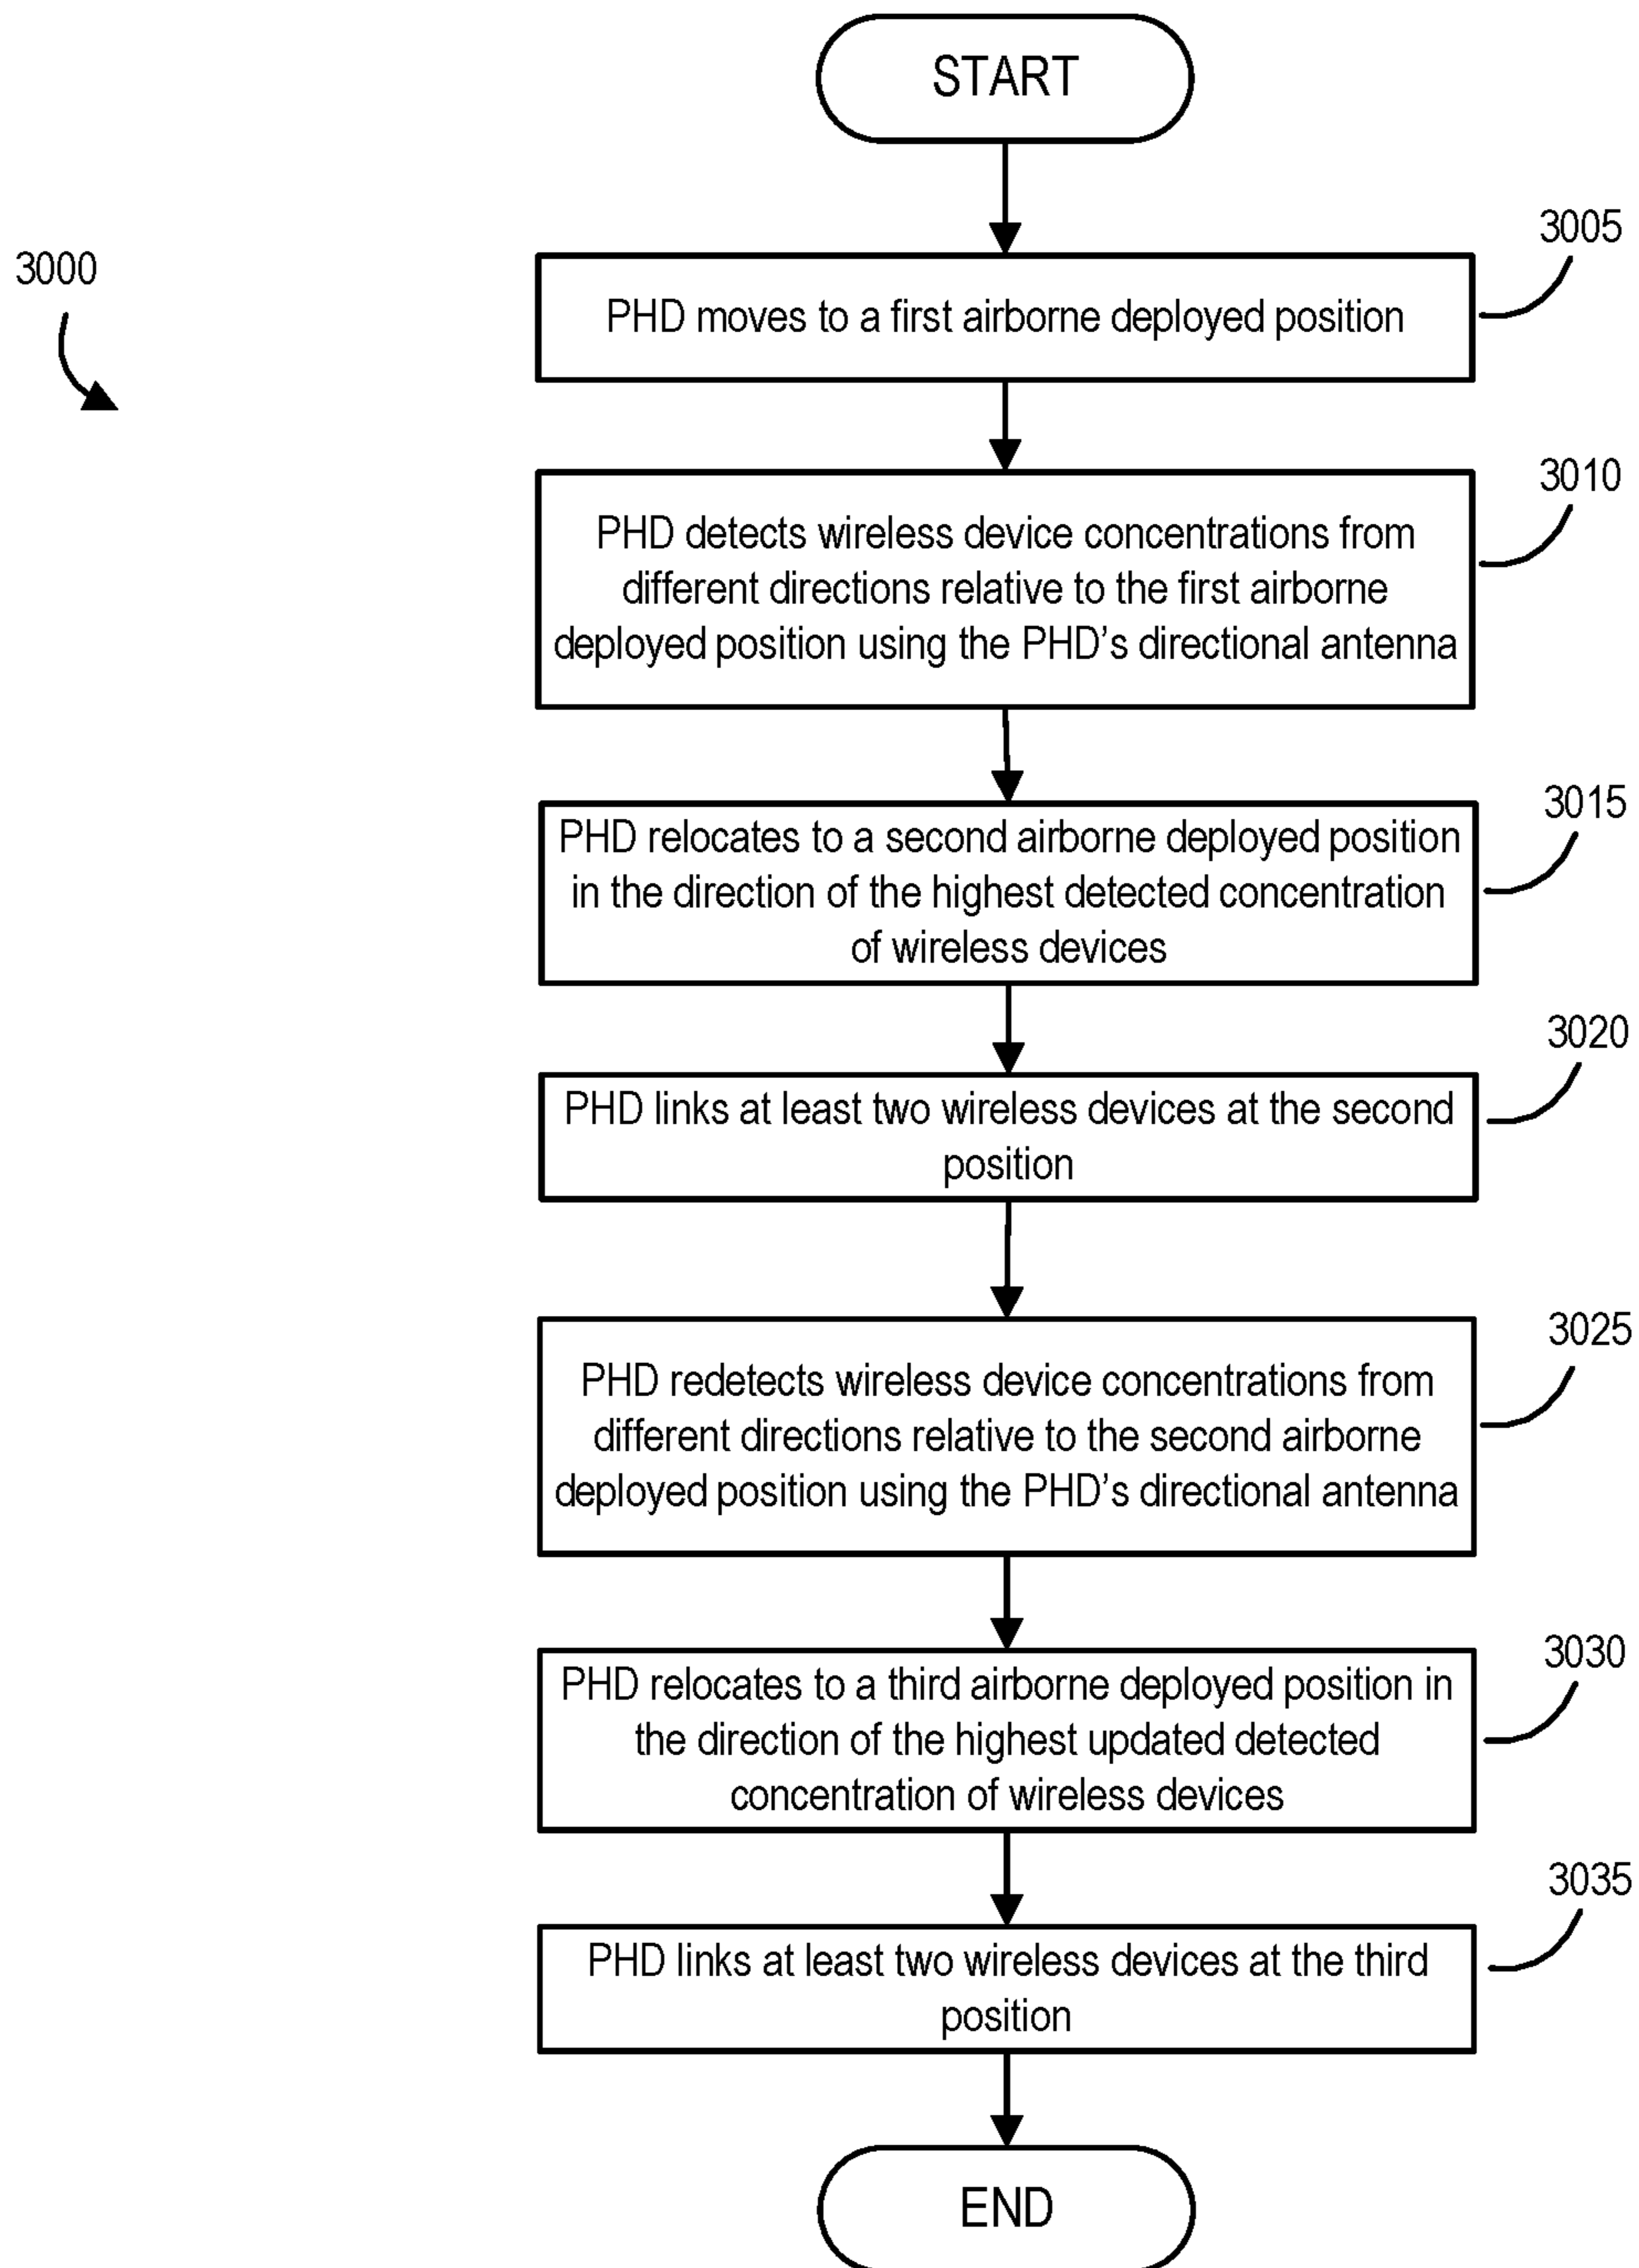 START
3000
3005
PHD moves to a first airborne deployed position
3010
PHD detects wireless device concentrations from
different directions relative to the first airborne
deployed position using the PHD's directional antenna
3015
PHD relocates to a second airborne deployed position
in the direction of the highest detected concentration
of wireless devices
3020
PHD links at least two wireless devices at the second
position
3025
PHD redetects wireless device concentrations from
different directions relative to the second airborne
deployed position using the PHD's directional antenna
3030
PHD relocates to a third airborne deployed position in
the direction of the highest updated detected
concentration of wireless devices
3035
PHD links at least two wireless devices at the third
position
END